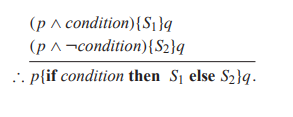 (p ∧ condition){S₁}q
(p ∧ ¬condition){S₂}q
∴ p{if condition then S₁ else S₂}q.